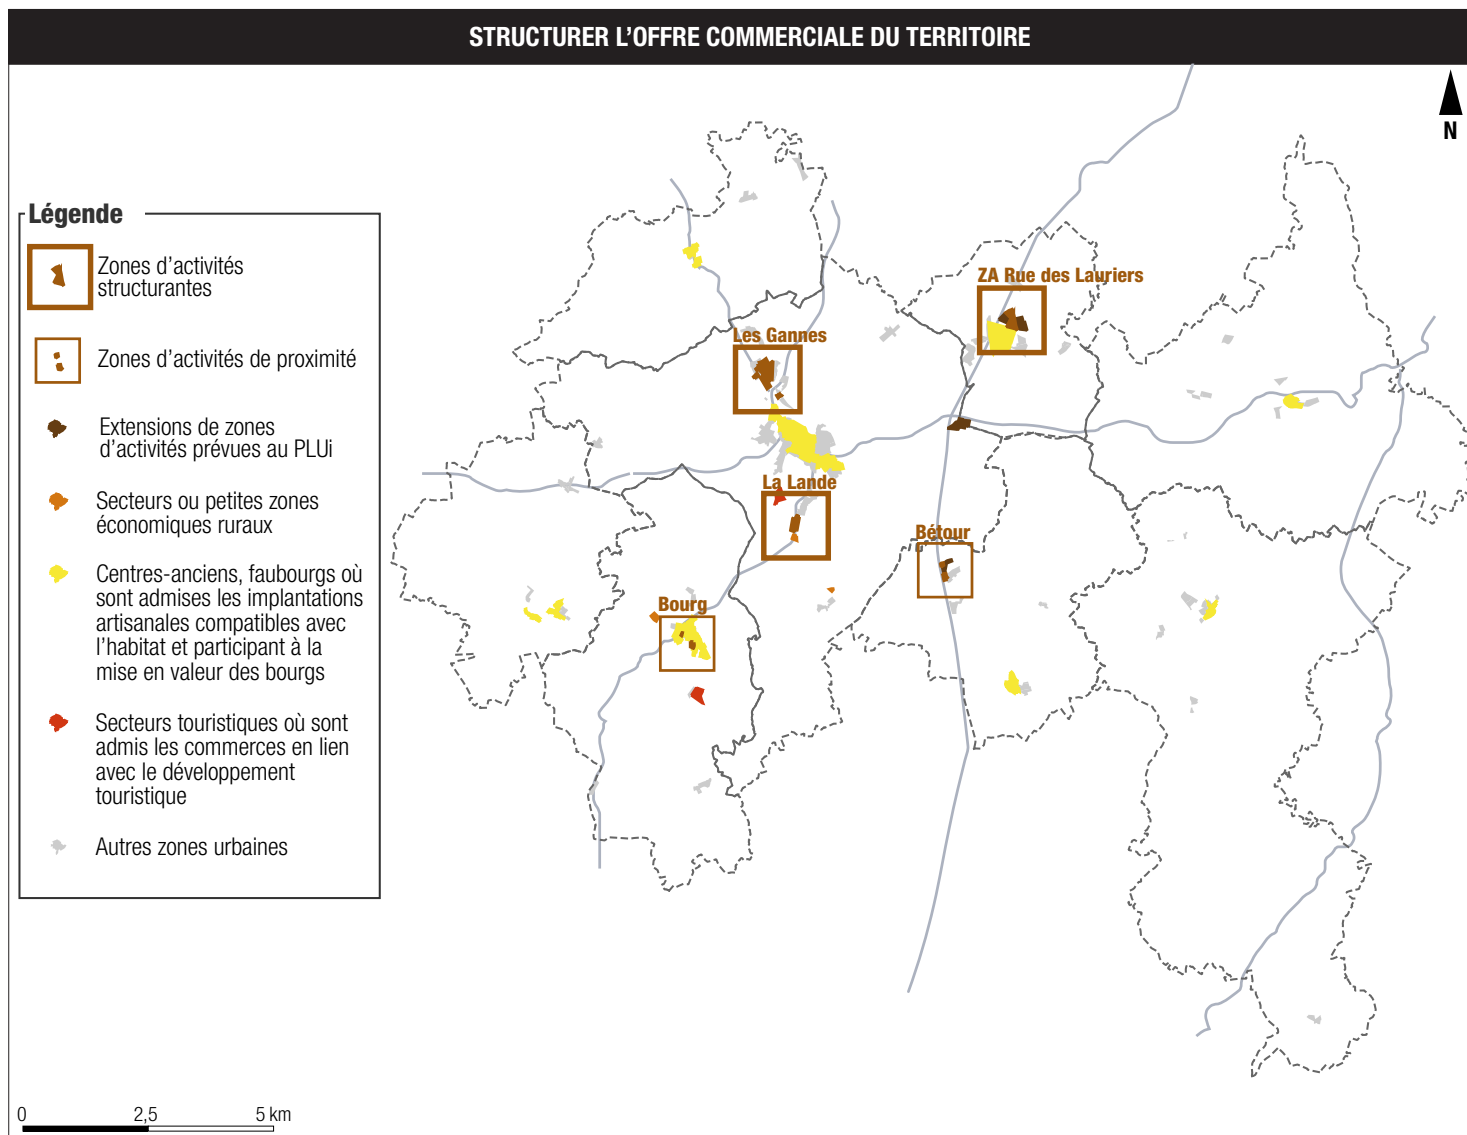 STRUCTURER L'OFFRE COMMERCIALE DU TERRITOIRE
N
Légende
Zones d'activités
structurantes
Zones d'activités de proximité
Extensions de zones
d'activités prévues au PLUi
Secteurs ou petites zones
économiques ruraux
Centres-anciens, faubourgs où
sont admises les implantations
artisanales compatibles avec
l'habitat et participant à la
mise en valeur des bourgs
Secteurs touristiques où sont
admis les commerces en lien
avec le développement
touristique
Autres zones urbaines
ZA Rue des Lauriers
Les Gannes
La Lande
Bétour
Bourg
0 2,5 5 km